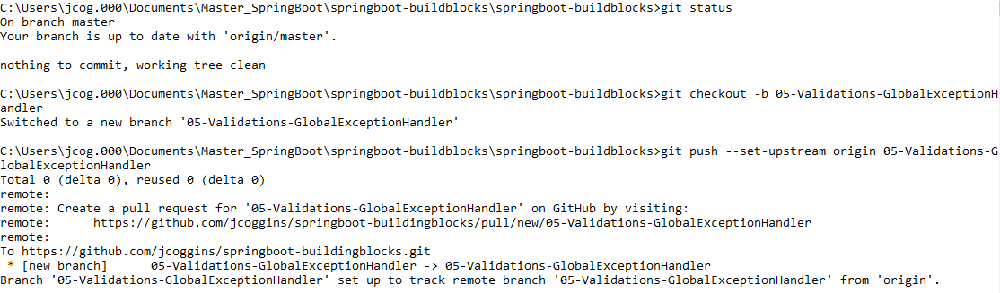 C:\Users\jcog.000\Documents\Master_SpringBoot\springboot-buildblocks\springboot-buildblocks>git status
On branch master
Your branch is up to date with 'origin/master'.
nothing to commit, working tree clean
C:\Users\jcog.000\Documents\Master_SpringBoot\springboot-buildblocks\springboot-buildblocks>git checkout -b 05-Validations-GlobalExceptionH
andler
Switched to a new branch '05-Validations-GlobalExceptionHandler'
C:\Users\jcog.000\Documents\Master_SpringBoot\springboot-buildblocks\springboot-buildblocks>git push --set-upstream origin 05-Validations-G
lobalExceptionHandler
Total 0 (delta 0), reused 0 (delta 0)
remote:
remote: Create a pull request for '05-Validations-GlobalExceptionHandler' on GitHub by visiting:
remote:      https://github.com/jcoggins/springboot-buildingblocks/pull/new/05-Validations-GlobalExceptionHandler
remote:
To https://github.com/jcoggins/springboot-buildingblocks.git
 * [new branch]      05-Validations-GlobalExceptionHandler -> 05-Validations-GlobalExceptionHandler
Branch '05-Validations-GlobalExceptionHandler' set up to track remote branch '05-Validations-GlobalExceptionHandler' from 'origin'.